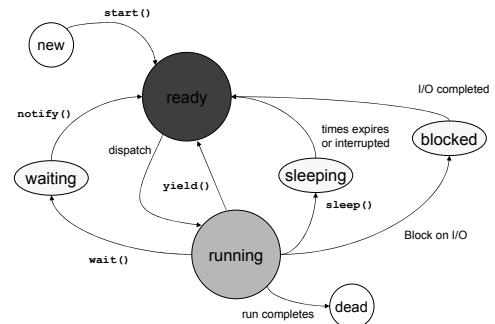 start()
new
ready
I/O completed
notify()
dispatch
times expires
or interrupted
blocked
waiting
yield()
sleeping
sleep()
Block on I/O
wait()
running
run completes
dead